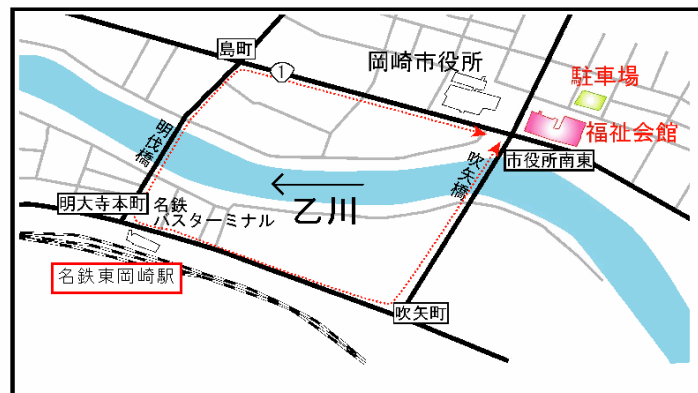 島町
1
岡崎市役所
駐車場
福祉会館
市役所南東
明伐橋
吹矢橋
乙川
明大寺本町
名鉄
バスターミナル
名鉄東岡崎駅
吹矢町